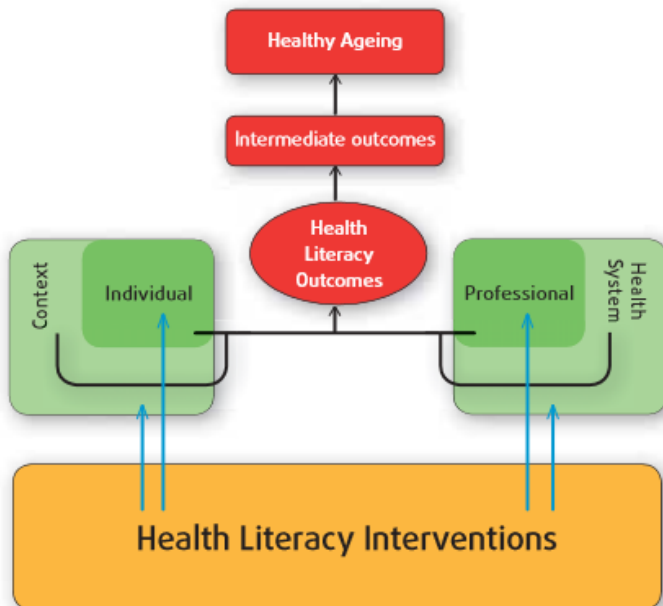 Healthy Ageing
Intermediate outcomes
Health
Literacy
Outcomes
Context
Individual
Professional
Health
System
Health Literacy Interventions